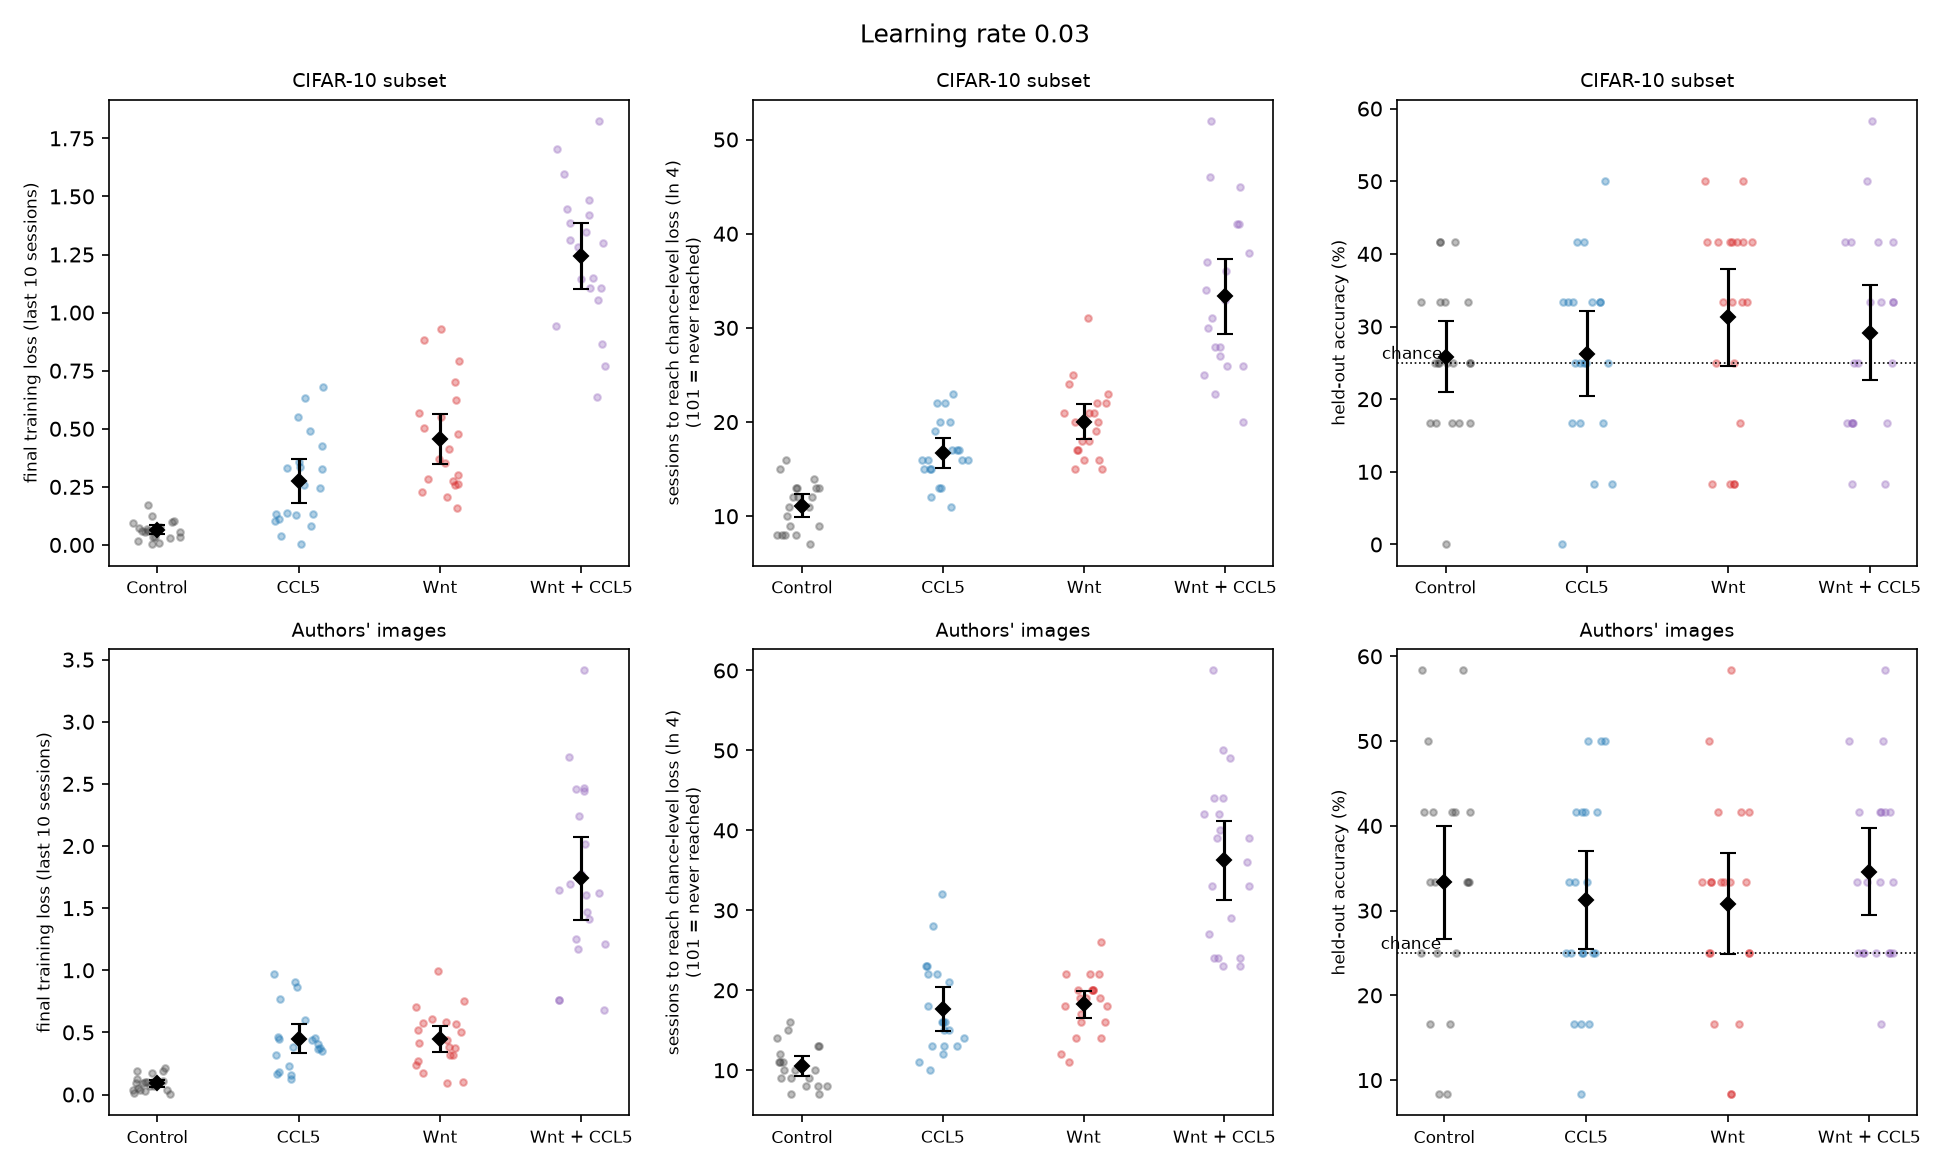 Learning rate 0.03
CIFAR-10 subset
final training loss (last 10 sessions)
1.75
1.50
1.25
1.00
0.75
0.50
0.25
0.00
Control
CCL5
Wnt
Wnt + CCL5
CIFAR-10 subset
sessions to reach chance-level loss (ln 4)
(101 = never reached)
50
40
30
20
10
Control
CCL5
Wnt
Wnt + CCL5
CIFAR-10 subset
held-out accuracy (%)
60
50
40
30
20
10
0
chance
Control
CCL5
Wnt
Wnt + CCL5
Authors' images
final training loss (last 10 sessions)
3.5
3.0
2.5
2.0
1.5
1.0
0.5
0.0
Control
CCL5
Wnt
Wnt + CCL5
Authors' images
sessions to reach chance-level loss (ln 4)
(101 = never reached)
60
50
40
30
20
10
Control
CCL5
Wnt
Wnt + CCL5
Authors' images
held-out accuracy (%)
60
50
40
30
20
10
chance
Control
CCL5
Wnt
Wnt + CCL5